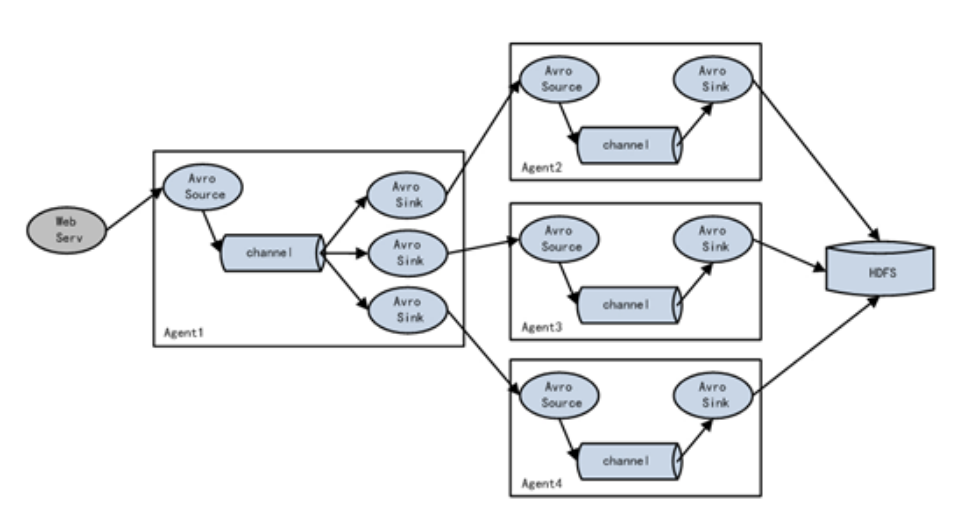 Web
Serv
Avro
Source
channel
Avro
Sink
Avro
Sink
Avro
Sink
Agent1
Avro
Source
channel
Avro
Sink
Agent2
Avro
Source
channel
Avro
Sink
Agent3
Avro
Source
channel
Avro
Sink
Agent4
HDFS